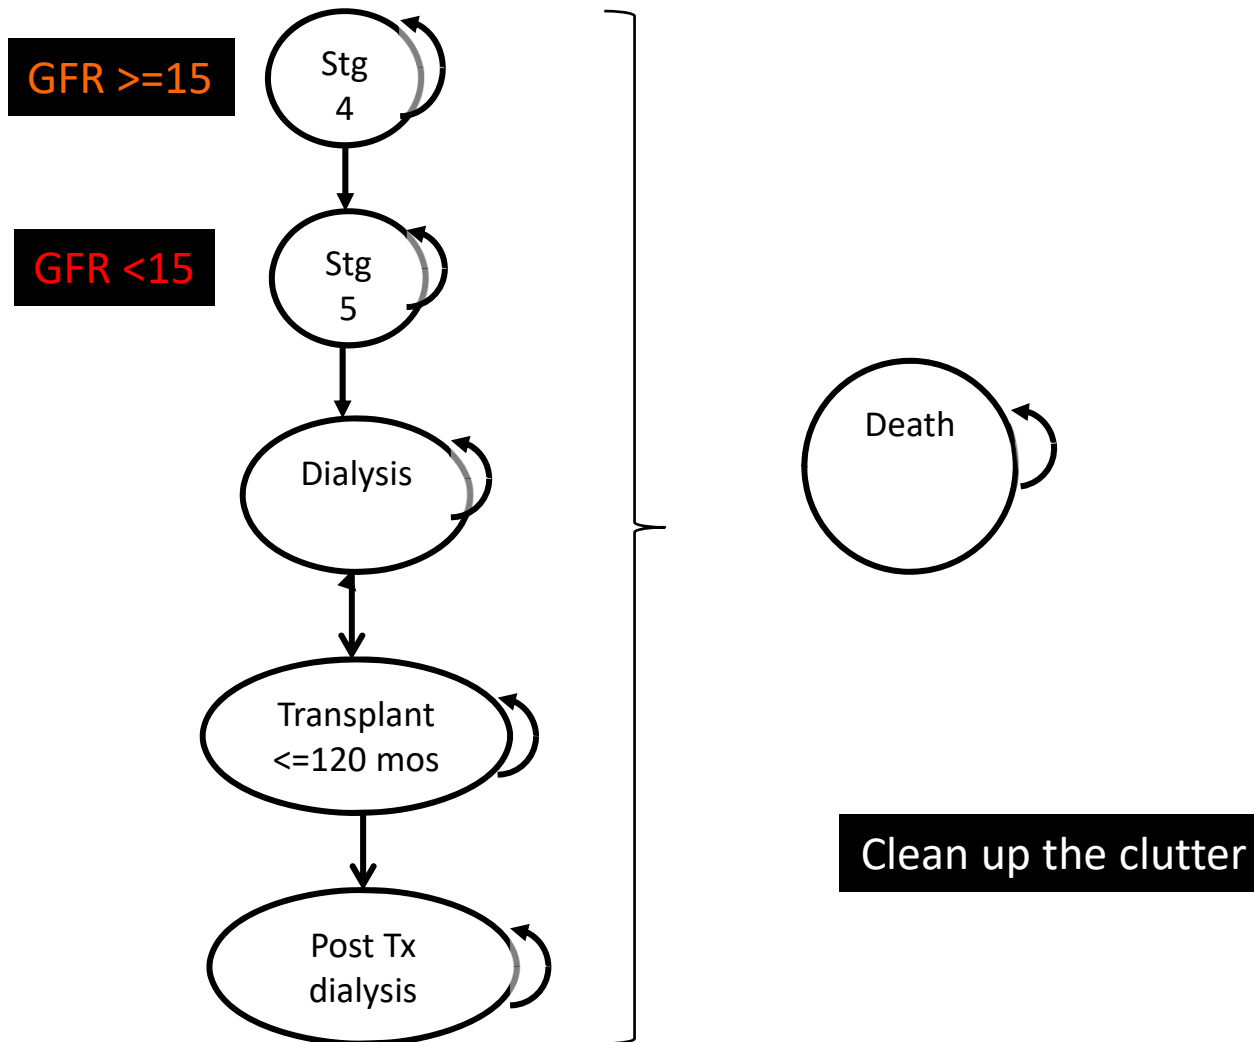 GFR >=15
Stg
4
GFR <15
Stg
5
Dialysis
Death
Transplant
<=120 mos
Clean up the clutter
Post Tx
dialysis